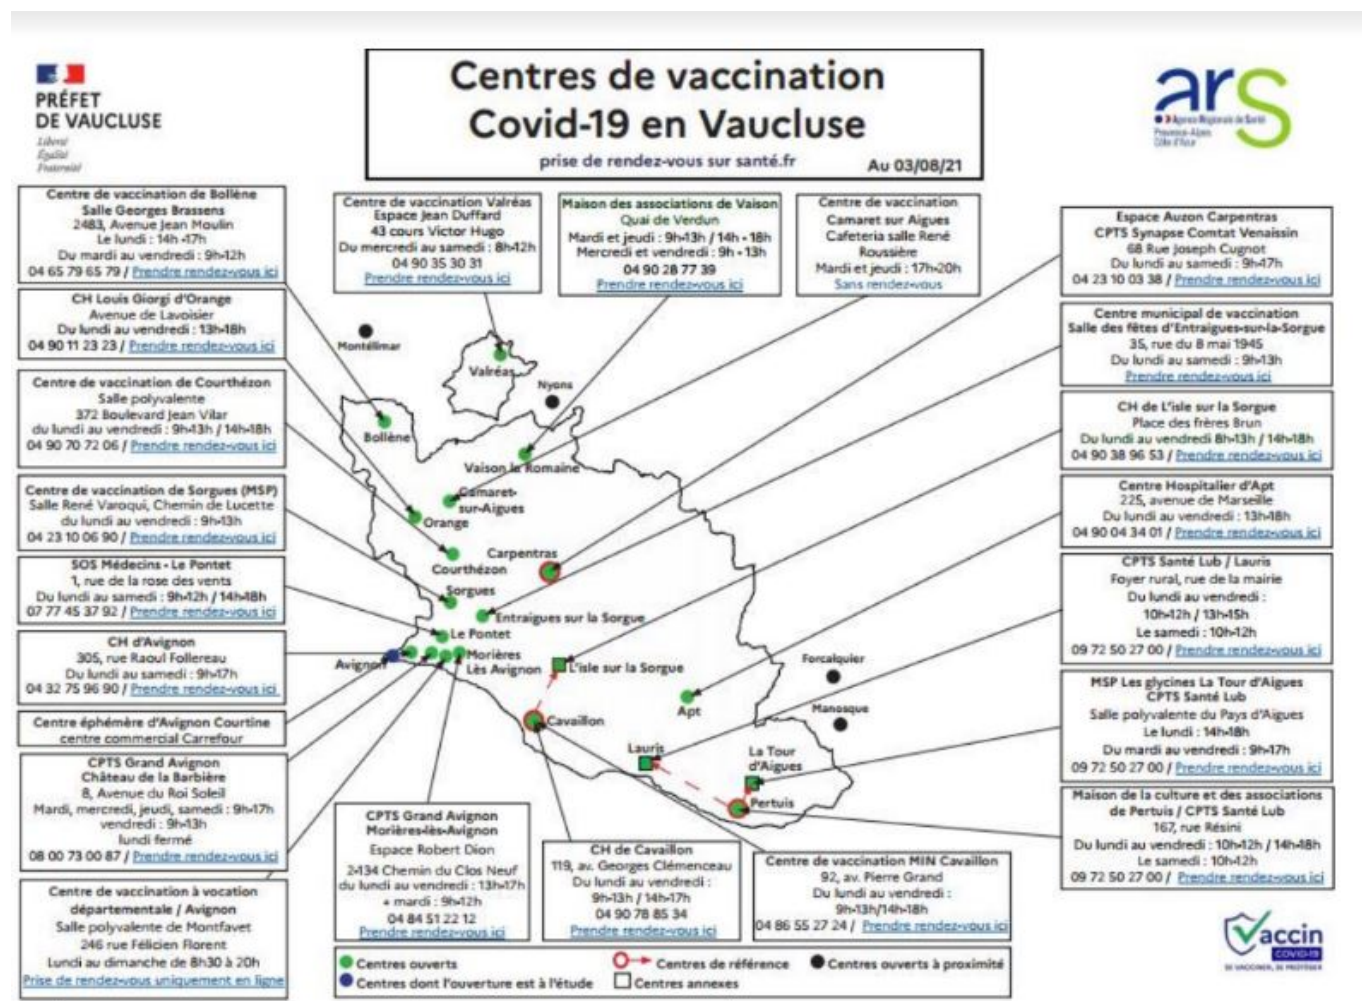 PRÉFET
DE VAUCLUSE
Liberté
Égalité
Fraternité
Centres de vaccination
Covid-19 en Vaucluse
prise de rendez-vous sur santé.fr
Au 03/08/21
ars
Agence Régionale de Santé
Provence-Alpes
Côte d'Azur
Centre de vaccination de Bollène
Salle Georges Brassens
2483, Avenue Jean Moulin
Le lundi : 14h -17h
Du mardi au vendredi : 9h-12h
04 65 79 65 79 / Prendre rendez-vous ici
CH Louis Giorgi d'Orange
Avenue de Lavoisier
Du lundi au vendredi : 13h-18h
04 90 11 23 23 / Prendre rendez-vous ici
Centre de vaccination de Courthézon
Salle polyvalente
372 Boulevard Jean Vilar
du lundi au vendredi : 9h-13h / 14h-18h
04 90 70 72 06 / Prendre rendez-vous ici
Centre de vaccination de Sorgues (MSP)
Salle René Varoqui, Chemin de Lucette
du lundi au vendredi : 9h-13h
04 23 10 06 90 / Prendre rendez-vous ici
SOS Médecins - Le Pontet
1, rue de la rose des vents
Du lundi au samedi : 9h-12h / 14h-18h
07 77 45 37 92 / Prendre rendez-vous ici
CH d'Avignon
305, rue Raoul Follereau
Du lundi au samedi : 9h-17h
04 32 75 96 90 / Prendre rendez-vous ici
Centre éphémère d'Avignon Courtine
centre commercial Carrefour
CPTS Grand Avignon
Château de la Barbière
8, Avenue du Roi Soleil
Mardi, mercredi, jeudi, samedi : 9h-17h
vendredi : 9h-13h
lundi fermé
08 00 73 00 87 / Prendre rendez-vous ici
Centre de vaccination à vocation
départementale / Avignon
Salle polyvalente de Montfavet
246 rue Félicien Florent
Lundi au dimanche de 8h30 à 20h
Prise de rendez-vous uniquement en ligne
Centre de vaccination Valréas
Espace Jean Duffard
43 cours Victor Hugo
Du mercredi au samedi : 8h-12h
04 90 35 30 31
Prendre rendez-vous ici
Maison des associations de Vaison
Quai de Verdun
Mardi et jeudi : 9h-13h / 14h - 18h
Mercredi et vendredi : 9h - 13h
04 90 28 77 39
Prendre rendez-vous ici
Centre de vaccination
Camaret sur Aigues
Cafeteria salle René
Roussière
Mardi et jeudi : 17h-20h
Sans rendez-vous
Espace Auzon Carpentras
CPTS Synapse Comtat Venaissin
68 Rue Joseph Cugnot
Du lundi au samedi : 9h-17h
04 23 10 03 38 / Prendre rendez-vous ici
Centre municipal de vaccination
Salle des fêtes d'Entraigues-sur-la-Sorgue
35, rue du 8 mai 1945
Du lundi au samedi : 9h-13h
Prendre rendez-vous ici
CH de L'isle sur la Sorgue
Place des frères Brun
Du lundi au vendredi 8h-13h / 14h-18h
04 90 38 96 53 / Prendre rendez-vous ici
Centre Hospitalier d'Apt
225, avenue de Marseille
Du lundi au vendredi : 13h-18h
04 90 04 34 01 / Prendre rendez-vous ici
CPTS Santé Lub / Lauris
Foyer rural, rue de la mairie
Du lundi au vendredi :
10h-12h / 13h-15h
Le samedi : 10h-12h
09 72 50 27 00 / Prendre rendez-vous ici
MSP Les glycines La Tour d'Aigues
CPTS Santé Lub
Salle polyvalente du Pays d'Aigues
Le lundi : 14h-18h
Du mardi au vendredi : 9h-17h
09 72 50 27 00 / Prendre rendez-vous ici
Maison de la culture et des associations
de Pertuis / CPTS Santé Lub
167, rue Résini
Du lundi au vendredi : 10h-12h / 14h-18h
Le samedi : 10h-12h
09 72 50 27 00 / Prendre rendez-vous ici
Montélimar
Valréas
Nyons
Bollène
Vaison la Romaine
Camaret-
sur-Aigues
Orange
Carpentras
Courthézon
Sorgues
Entraigues sur la Sorgue
Le Pontet
Avignon
Morières
Lès Avignon
L'isle sur la Sorgue
Forcalquier
Apt
Manosque
Cavaillon
Lauris
La Tour
d'Aigues
Pertuis
CPTS Grand Avignon
Morières-lès-Avignon
Espace Robert Dion
2-134 Chemin du Clos Neuf
du lundi au vendredi : 13h-17h
+ mardi : 9h-12h
04 84 51 22 12
Prendre rendez-vous ici
CH de Cavaillon
119, av. Georges Clémenceau
Du lundi au vendredi :
9h-13h / 14h-17h
04 90 78 85 34
Prendre rendez-vous ici
Centre de vaccination MIN Cavaillon
92, av. Pierre Grand
Du lundi au vendredi :
9h-13h/14h-18h
04 86 55 27 24 / Prendre rendez-vous ici
Centres ouverts
Centres de référence
Centres ouverts à proximité
Centres dont l'ouverture est à l'étude
Centres annexes
Vaccin
COVID-19
SE VACCINER, SE PROTÉGER